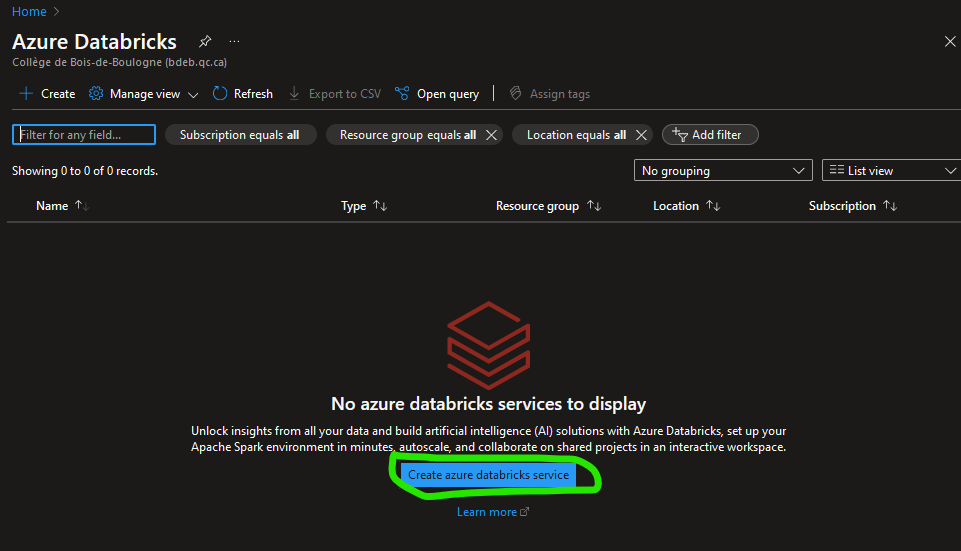 Home
Azure Databricks
Collège de Bois-de-Boulogne (bdeb.qc.ca)
Create Manage view Refresh Export to CSV Open query Assign tags
Filter for any field... Subscription equals all Resource group equals all Location equals all Add filter
Showing 0 to 0 of 0 records. No grouping List view
Name Type Resource group Location Subscription
No azure databricks services to display
Unlock insights from all your data and build artificial intelligence (AI) solutions with Azure Databricks, set up your
Apache Spark environment in minutes, autoscale, and collaborate on shared projects in an interactive workspace.
Create azure databricks service
Learn more